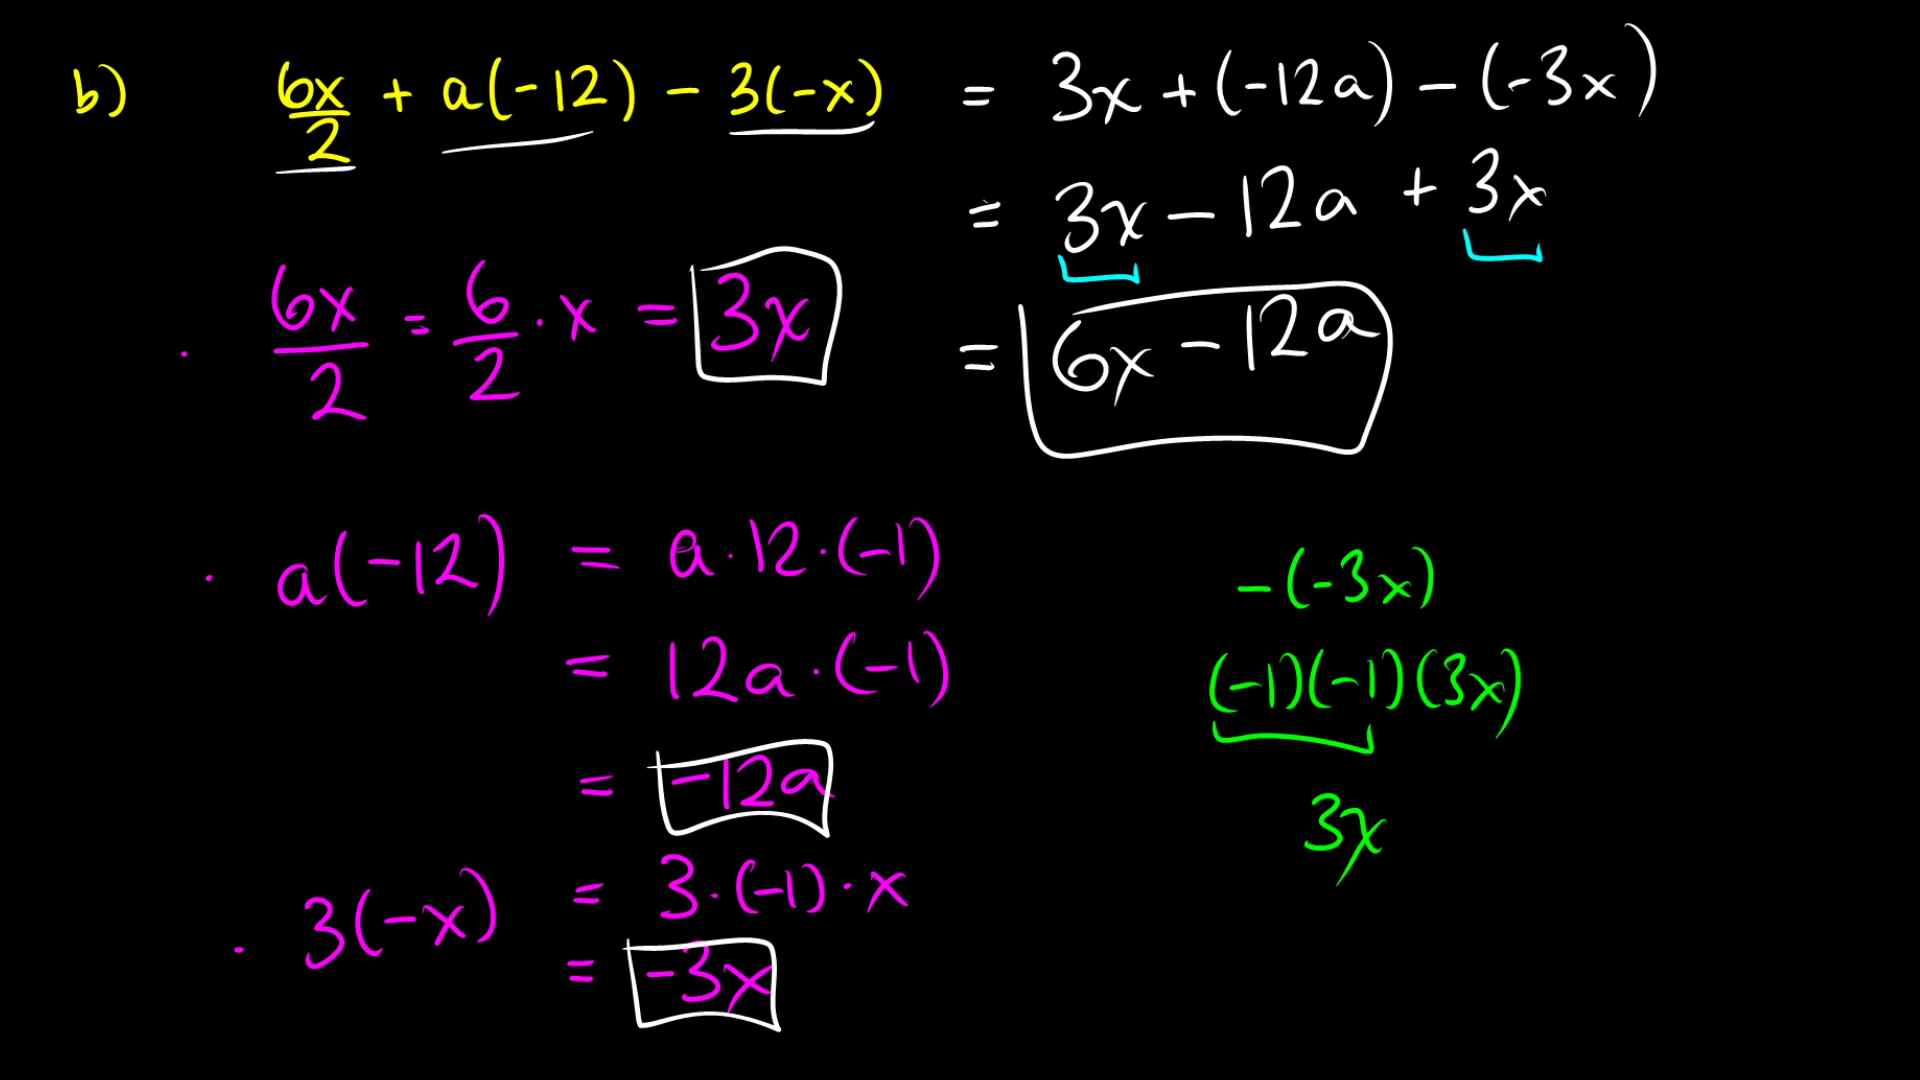 b) 6x/2 + a(-12) - 3(-x) = 3x + (-12a) - (-3x)
= 3x - 12a + 3x
= 6x - 12a
· 6x/2 = 6/2 · x = 3x
· a(-12) = a · 12 · (-1)
= 12a · (-1)
= -12a
· 3(-x) = 3 · (-1) · x
= -3x
-(-3x)
(-1)(-1)(3x)
3x